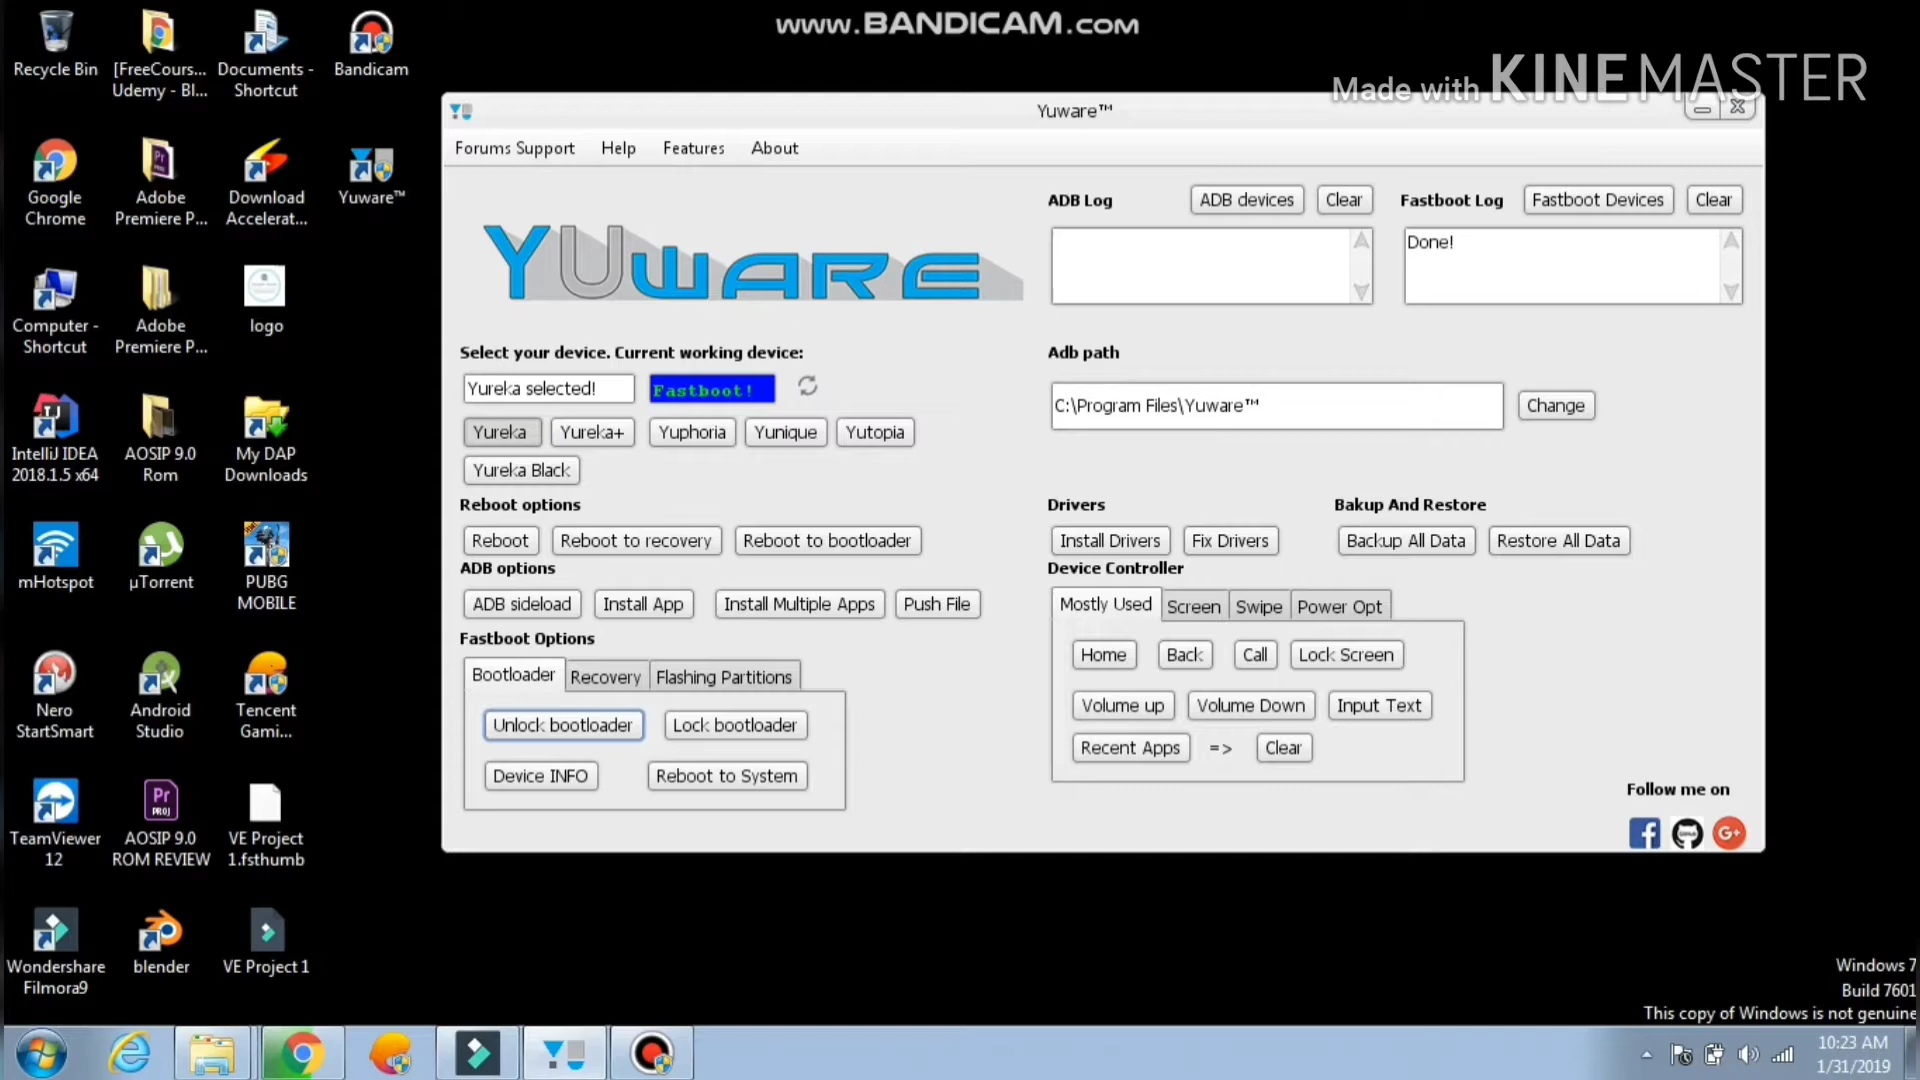 www.BANDICAM.com
Made with KINEMASTER
Recycle Bin
[FreeCours...
Udemy - Bl...
Documents -
Shortcut
Bandicam
Google
Chrome
Adobe
Premiere P...
Download
Accelerat...
Yuware™
Computer -
Shortcut
Adobe
Premiere P...
logo
IntelliJ IDEA
2018.1.5 x64
AOSIP 9.0
Rom
My DAP
Downloads
mHotspot
µTorrent
PUBG
MOBILE
Nero
StartSmart
Android
Studio
Tencent
Gami...
TeamViewer
12
AOSIP 9.0
ROM REVIEW
VE Project
1.fsthumb
Wondershare
Filmora9
blender
VE Project 1
Yuware™
Forums Support Help Features About
YUWARE
ADB Log ADB devices Clear
Fastboot Log Fastboot Devices Clear
Done!
Select your device. Current working device:
Yureka selected! Fastboot!
Yureka Yureka+ Yuphoria Yunique Yutopia
Yureka Black
Adb path
C:\Program Files\Yuware™ Change
Reboot options
Reboot Reboot to recovery Reboot to bootloader
ADB options
ADB sideload Install App Install Multiple Apps Push File
Fastboot Options
Bootloader Recovery Flashing Partitions
Unlock bootloader Lock bootloader
Device INFO Reboot to System
Drivers
Install Drivers Fix Drivers
Bakup And Restore
Backup All Data Restore All Data
Device Controller
Mostly Used Screen Swipe Power Opt
Home Back Call Lock Screen
Volume up Volume Down Input Text
Recent Apps => Clear
Follow me on
G+
Windows 7
Build 7601
This copy of Windows is not genuine
10:23 AM
1/31/2019